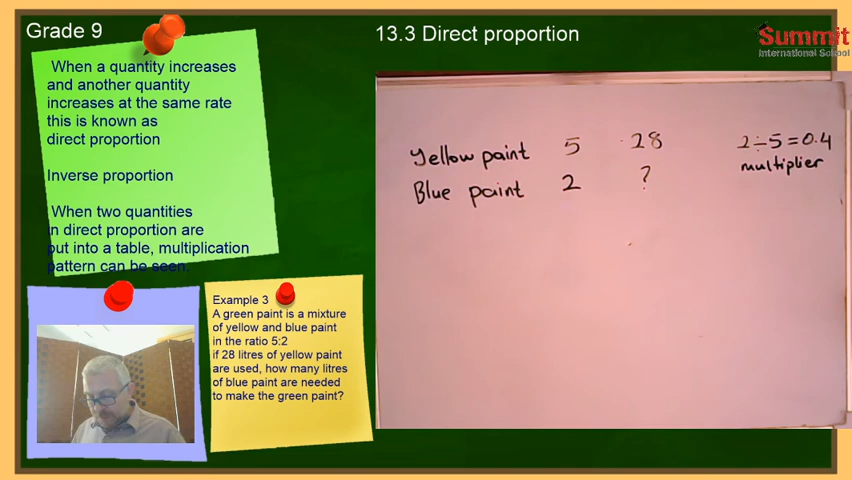 Grade 9
13.3 Direct proportion
Summit
International School
When a quantity increases
and another quantity
increases at the same rate
this is known as
direct proportion
Inverse proportion
When two quantities
in direct proportion are
put into a table, multiplication
pattern can be seen.
Example 3
A green paint is a mixture
of yellow and blue paint
in the ratio 5:2
if 28 litres of yellow paint
are used, how many litres
of blue paint are needed
to make the green paint?
Yellow paint 5 28
Blue paint 2 ?
2÷5=0.4
multiplier